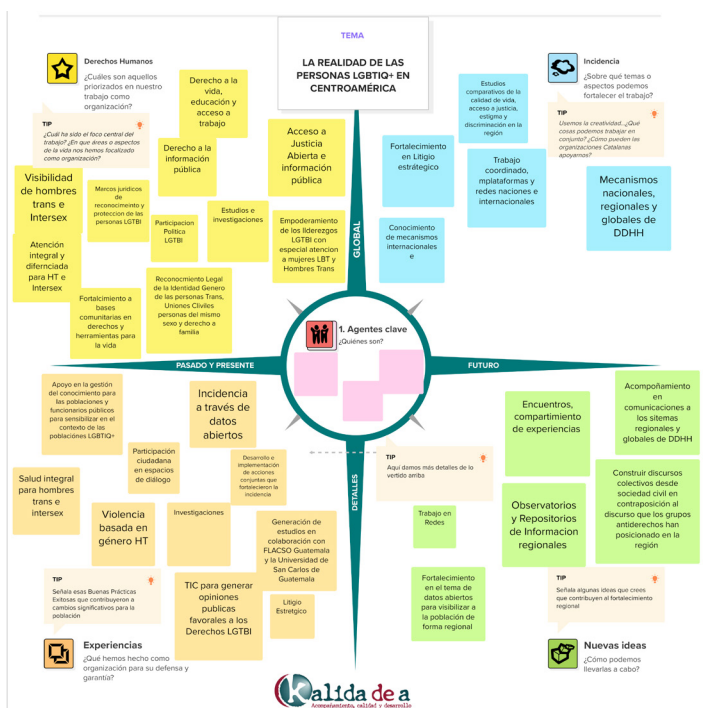 TEMA
LA REALIDAD DE LAS
PERSONAS LGBTIQ+ EN
CENTROAMÉRICA
Derechos Humanos
¿Cuáles son aquellos
priorizados en nuestro
trabajo como
organización?
TIP
¿Cuál ha sido el foco central del
trabajo? ¿En que áreas o aspectos
de la vida nos hemos focalizado
como organización?
Derecho a la
vida,
educación y
acceso a
trabajo
Derecho a la
información
pública
Acceso a
Justicia
Abierta e
información
pública
Visibilidad
de hombres
trans e
Intersex
Marcos juridicos de
reconocimento y
proteccion de las
personas LGTBI
Participacion
Politica
LGTBI
Estudios e
investigaciones
Empoderamiento de
los lliderezgos
LGTBI con
especial atencion
a mujeres LBT y
Hombres Trans
Atención
integral y
difernciada
para HT e
Intersex
Fortalcimiento a
bases
comunitarias en
derechos y
herramientas para
la vida
Reconocmiento Legal
de la Identidad Genero
de las personas Trans,
Uniones CIviles
personas del mismo
sexo y derecho a
familia
Incidencia
¿Sobre qué temas o
aspectos podemos
fortalecer el trabajo?
TIP
Usemos la creatividad...¿Qué
cosas podemos trabajar en
conjunto? ¿Cómo pueden las
organizaciones Catalanas
apoyarnos?
Estudios
comparativos de la
calidad de vida,
acceso a justicia,
estigma y
discriminación en la
región
Fortalecimiento
en Litigio
estrátegico
Trabajo
coordinado,
mplataformas y
redes naciones e
internacionales
Mecanismos
nacionales,
regionales y
globales de
DDHH
Conocimiento
de mecanismos
internacionales
e
GLOBAL
1. Agentes clave
¿Quiénes son?
PASADO Y PRESENTE
FUTURO
DETALLES
Apoyo en la gestión
del conocimiento para
las poblaciones y
funcionarios públicos
para sensibilizar en el
contexto de las
poblaciónes LGBTIQ+
Incidencia
a través de
datos
abiertos
Participación
ciudadana
en espacios
de diálogo
Desarrollo e
implementación
de acciones
conjuntas que
fortalecieron la
incidencia
Salud integral
para hombres
trans e
intersex
Violencia
basada en
género HT
Investigaciones
Generación de
estudios en
colaboración con
FLACSO Guatemala
y la Universidad de
San Carlos de
Guatemala
TIC para generar
opiniones
publicas
favorales a los
Derechos LGTBI
Litigio
Estretgico
TIP
Señala esas Buenas Prácticas
Exitosas que contribuyeron a
cambios significativos para la
población
Experiencias
¿Qué hemos hecho como
organización para su defensa y
garantía?
TIP
Aquí damos más detalles de lo
vertido arriba
Encuentros,
compartimiento
de experiencias
Acompoñamiento
en
comunicaciones a
los sitemas
regionales y
globales de DDHH
Trabajo en
Redes
Observatorios
y Repositorios
de Informacion
regionales
Construir discursos
colectivos desde
sociedad civil en
contraposición al
discurso que los grupos
antiderechos han
posicionado en la
región
Fortalecimiento
en el tema de
datos abiertos
para visibilizar a
la población de
forma regional
TIP
Señala algunas ideas que crees
que contribuyen al fortalecimiento
regional
Nuevas ideas
¿Cómo podemos
llevarlas a cabo?
Kalidadea
Acompañamiento, calidad y desarrollo